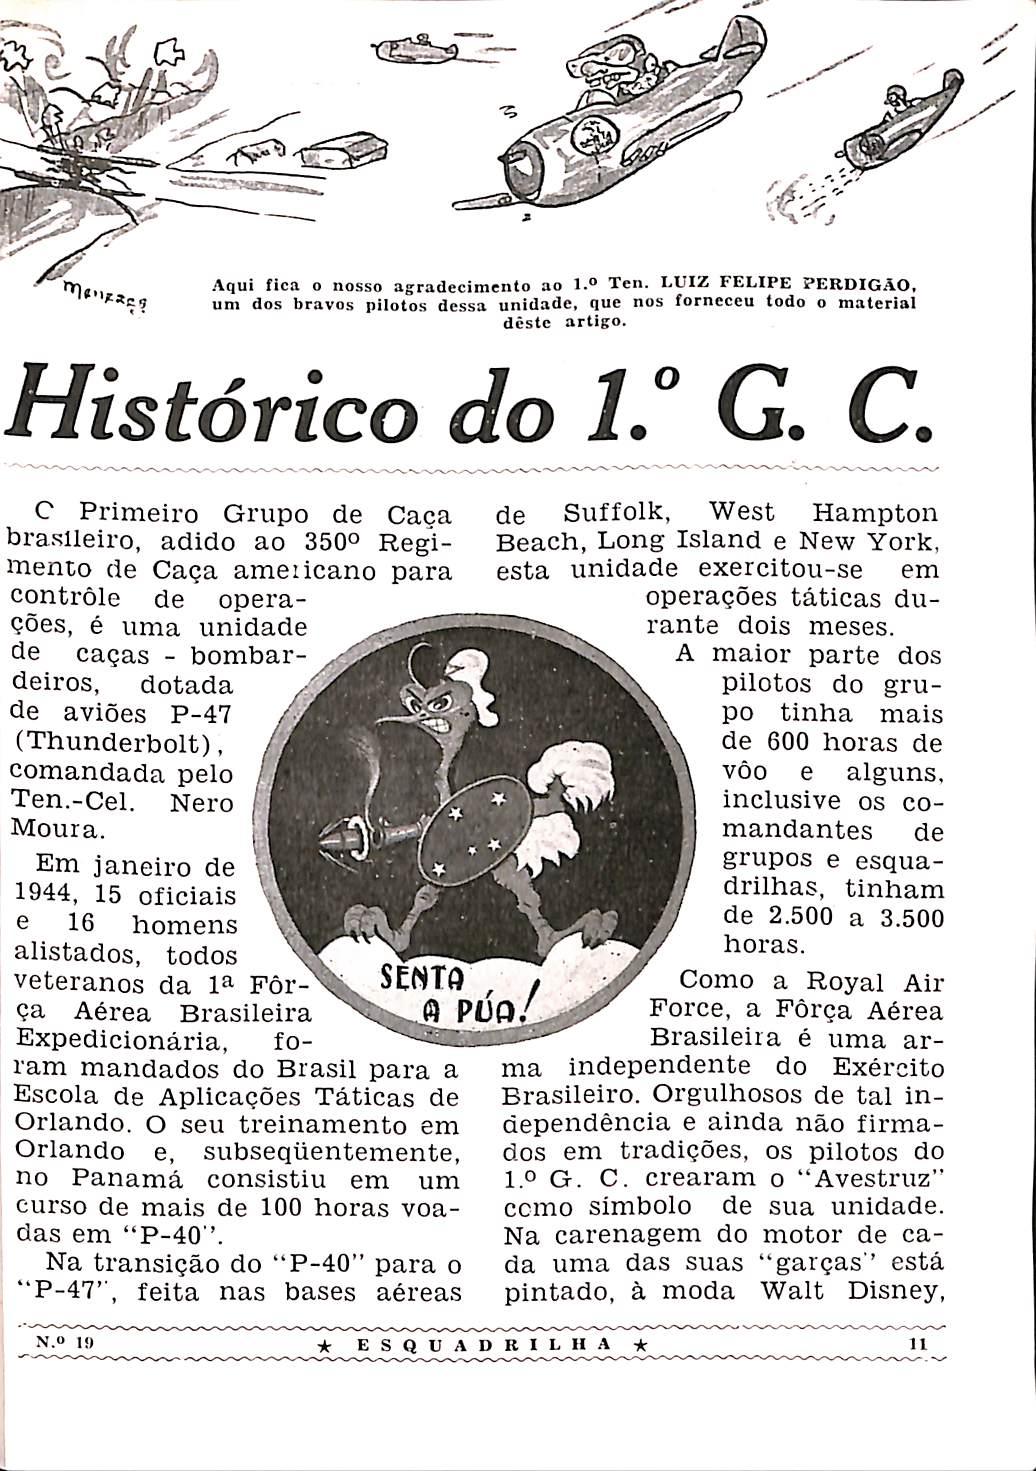 Menezes
Aqui fica o nosso agradecimento ao 1.º Ten. LUIZ FELIPE PERDIGÃO,
um dos bravos pilotos dessa unidade, que nos forneceu todo o material
dêste artigo.
Histórico do 1.º G. C.
O Primeiro Grupo de Caça
brasileiro, adido ao 350º Regi-
mento de Caça americano para
contrôle de opera-
ções, é uma unidade
de caças - bombar-
deiros, dotada
de aviões P-47
(Thunderbolt),
comandada pelo
Ten.-Cel. Nero
Moura.
Em janeiro de
1944, 15 oficiais
e 16 homens
alistados, todos
veteranos da 1ª Fôr-
ça Aérea Brasileira
Expedicionária, fo-
ram mandados do Brasil para a
Escola de Aplicações Táticas de
Orlando. O seu treinamento em
Orlando e, subseqüentemente,
no Panamá consistiu em um
curso de mais de 100 horas voa-
das em "P-40".
Na transição do "P-40" para o
"P-47", feita nas bases aéreas
SENTA
A PÚA!
de Suffolk, West Hampton
Beach, Long Island e New York,
esta unidade exercitou-se em
operações táticas du-
rante dois meses.
A maior parte dos
pilotos do gru-
po tinha mais
de 600 horas de
vôo e alguns,
inclusive os co-
mandantes de
grupos e esqua-
drilhas, tinham
de 2.500 a 3.500
horas.
Como a Royal Air
Force, a Fôrça Aérea
Brasileira é uma ar-
ma independente do Exército
Brasileiro. Orgulhosos de tal in-
dependência e ainda não firma-
dos em tradições, os pilotos do
1.º G. C. crearam o "Avestruz"
como símbolo de sua unidade.
Na carenagem do motor de ca-
da uma das suas "garças" está
pintado, à moda Walt Disney,
N.º 19
★ ESQUADRILHA ★
11